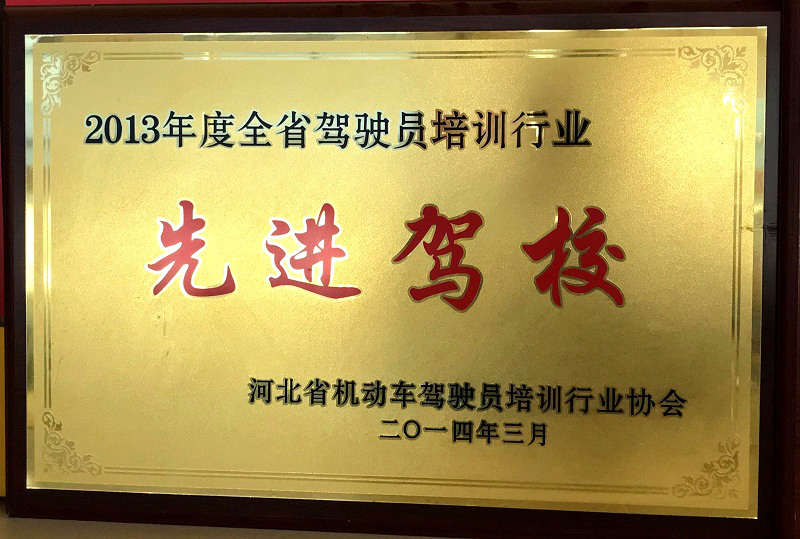 2013年度全省驾驶员培训行业
先进驾校
河北省机动车驾驶员培训行业协会
二〇一四年三月